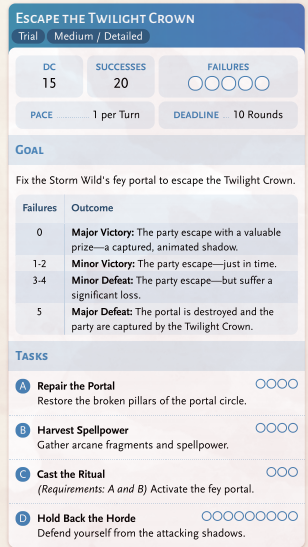 Escape the Twilight Crown
Trial Medium / Detailed
DC SUCCESSES FAILURES
15 20
PACE 1 per Turn DEADLINE 10 Rounds
Goal
Fix the Storm Wild's fey portal to escape the Twilight Crown.
Failures Outcome
0 Major Victory: The party escape with a valuable
prize—a captured, animated shadow.
1-2 Minor Victory: The party escape—just in time.
3-4 Minor Defeat: The party escape—but suffer a
significant loss.
5 Major Defeat: The portal is destroyed and the
party are captured by the Twilight Crown.
Tasks
A Repair the Portal
Restore the broken pillars of the portal circle.
B Harvest Spellpower
Gather arcane fragments and spellpower.
C Cast the Ritual
(Requirements: A and B) Activate the fey portal.
D Hold Back the Horde
Defend yourself from the attacking shadows.